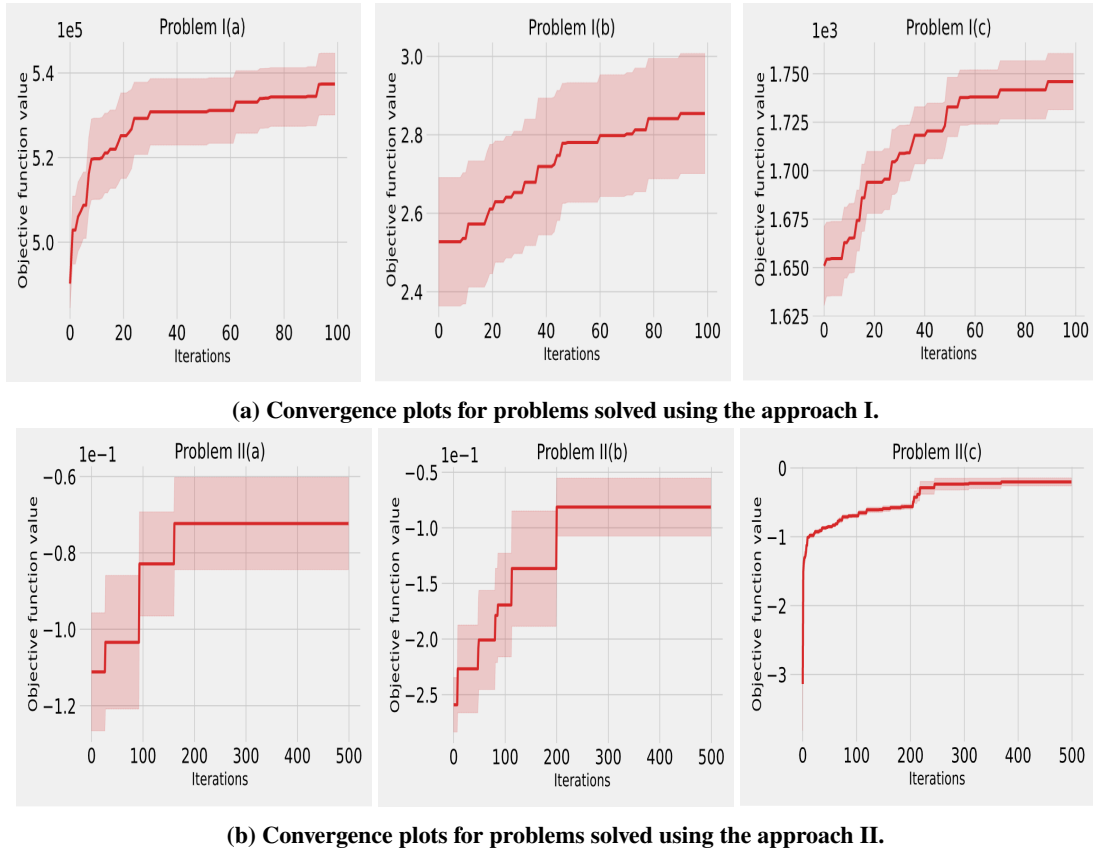 Problem I(a)
1e5
Objective function value
5.4
5.2
5.0
0 20 40 60 80 100
Iterations
Problem I(b)
Objective function value
3.0
2.8
2.6
2.4
0 20 40 60 80 100
Iterations
Problem I(c)
1e3
Objective function value
1.750
1.725
1.700
1.675
1.650
1.625
0 20 40 60 80 100
Iterations
(a) Convergence plots for problems solved using the approach I.
Problem II(a)
1e−1
Objective function value
−0.6
−0.8
−1.0
−1.2
0 100 200 300 400 500
Iterations
Problem II(b)
1e−1
Objective function value
−0.5
−1.0
−1.5
−2.0
−2.5
0 100 200 300 400 500
Iterations
Problem II(c)
Objective function value
0
−1
−2
−3
0 100 200 300 400 500
Iterations
(b) Convergence plots for problems solved using the approach II.